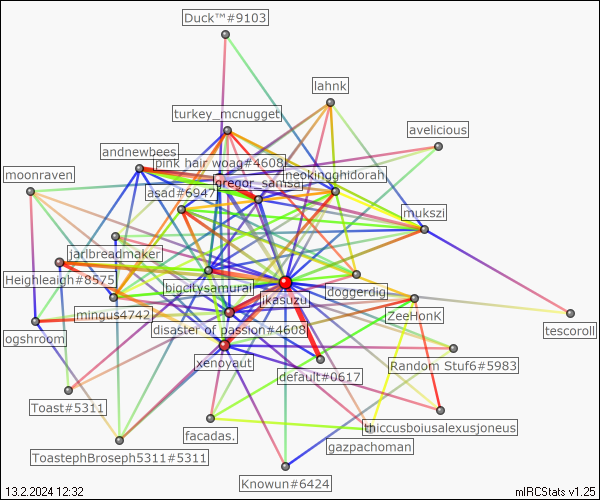 Duck™#9103
lahnk
turkey_mcnugget
avelicious
andnewbees
pink hair woag#4608
neokingghidorah
moonraven
gregor_samsa
asad#6947
mukszi
jarlbreadmaker
Heighleaigh#8575
bigcitysamurai
doggerdig
jkasuzu
mingus4742
ZeeHonK
disaster of passion#4608
tescoroll
ogshroom
xenoyaut
Random Stuf6#5983
default#0617
Toast#5311
thiccusboiusalexusjoneus
facadas.
gazpachoman
ToastephBroseph5311#5311
Knowun#6424
13.2.2024 12:32
mIRCStats v1.25